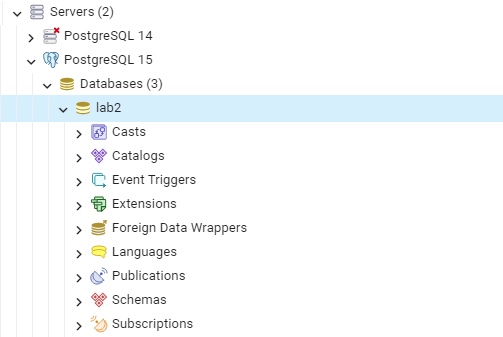 Servers (2)
PostgreSQL 14
PostgreSQL 15
Databases (3)
lab2
Casts
Catalogs
Event Triggers
Extensions
Foreign Data Wrappers
Languages
Publications
Schemas
Subscriptions